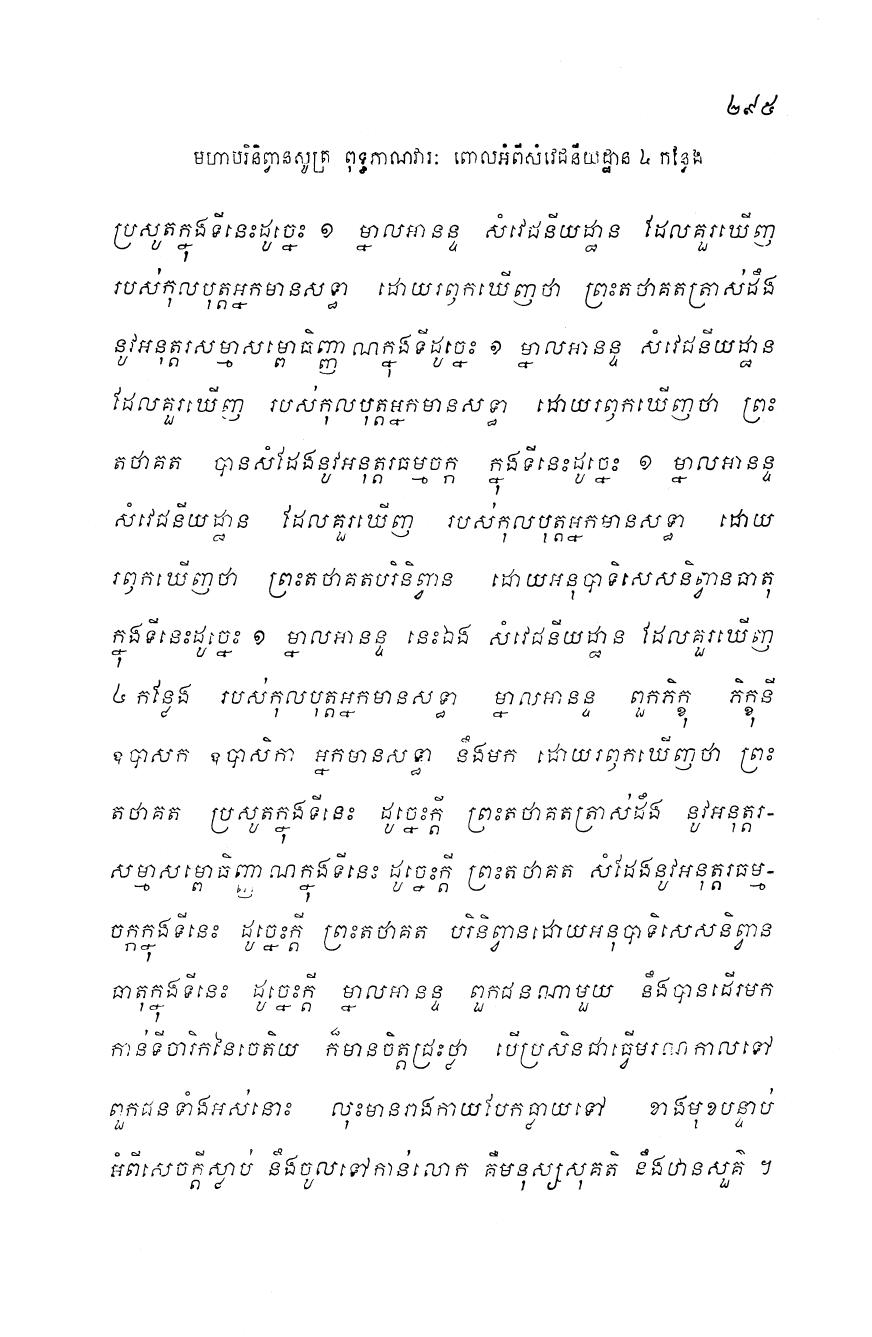 ២៩៥
មហាបរិនិព្វានសូត្រ ពុទ្ធភាណវារៈ ពោលអំពីសំវេជនីយដ្ឋាន ៤ កន្លែង
ប្រសូតក្នុងទីនេះដូច្នេះ ១ ម្នាលអានន្ទ សំវេជនីយដ្ឋាន ដែលគួរឃើញ
របស់កុលបុត្តអ្នកមានសទ្ធា ដោយរឭកឃើញថា ព្រះតថាគតត្រាស់ដឹង
នូវអនុត្តរសម្មាសម្ពោធិញ្ញាណក្នុងទីដូច្នេះ ១ ម្នាលអានន្ទ សំវេជនីយដ្ឋាន
ដែលគួរឃើញ របស់កុលបុត្តអ្នកមានសទ្ធា ដោយរឭកឃើញថា ព្រះ
តថាគត បានសំដែងនូវអនុត្តរធម្មចក្ក ក្នុងទីនេះដូច្នេះ ១ ម្នាលអានន្ទ
សំវេជនីយដ្ឋាន ដែលគួរឃើញ របស់កុលបុត្តអ្នកមានសទ្ធា ដោយ
រឭកឃើញថា ព្រះតថាគតបរិនិព្វាន ដោយអនុបាទិសេសនិព្វានធាតុ
ក្នុងទីនេះដូច្នេះ ១ ម្នាលអានន្ទ នេះឯង សំវេជនីយដ្ឋាន ដែលគួរឃើញ
៤ កន្លែង របស់កុលបុត្តអ្នកមានសទ្ធា ម្នាលអានន្ទ ពួកភិក្ខុ ភិក្ខុនី
ឧបាសក ឧបាសិកា អ្នកមានសទ្ធា នឹងមក ដោយរឭកឃើញថា ព្រះ
តថាគត ប្រសូតក្នុងទីនេះ ដូច្នេះក្តី ព្រះតថាគតត្រាស់ដឹង នូវអនុត្តរ-
សម្មាសម្ពោធិញ្ញាណក្នុងទីនេះ ដូច្នេះក្តី ព្រះតថាគត សំដែងនូវអនុត្តរធម្ម-
ចក្កក្នុងទីនេះ ដូច្នេះក្តី ព្រះតថាគត បរិនិព្វានដោយអនុបាទិសេសនិព្វាន
ធាតុក្នុងទីនេះ ដូច្នេះក្តី ម្នាលអានន្ទ ពួកជនណាមួយ នឹងបានដើរមក
កាន់ទីចារិកនៃចេតិយ ក៏មានចិត្តជ្រះថ្លា បើប្រសិនជាធ្វើមរណកាលទៅ
ពួកជនទាំងអស់នោះ លុះមានរាងកាយបែកធ្លាយទៅ ខាងមុខបន្ទាប់
អំពីសេចក្តីស្លាប់ នឹងចូលទៅកាន់លោក គឺមនុស្សសុគតិ នឹងឋានសួគ៌ ។